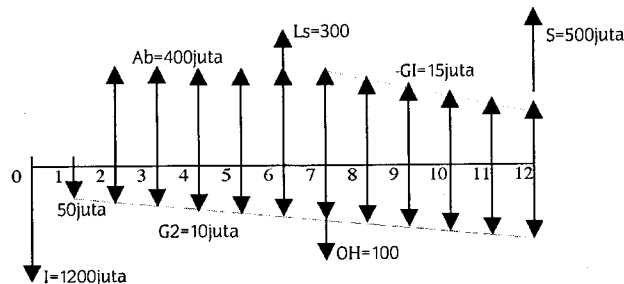 Ls=300
S=500juta
Ab=400juta
-GI=15juta
0 1 2 3 4 5 6 7 8 9 10 11 12
50juta
G2=10juta
OH=100
I=1200juta